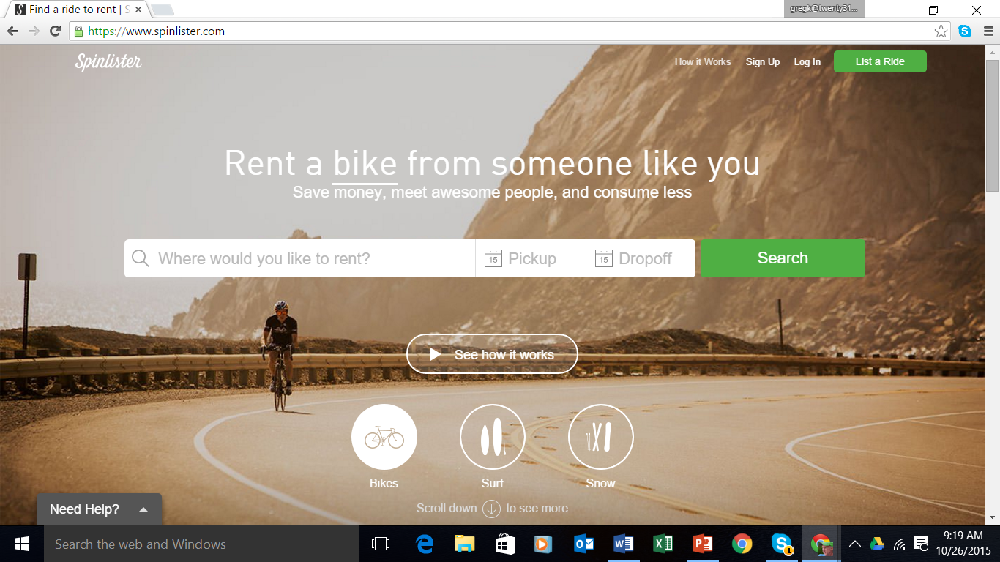 Find a ride to rent | S
gregk@twenty31...
https://www.spinlister.com
Spinlister
How it Works
Sign Up
Log In
List a Ride
Rent a bike from someone like you
Save money, meet awesome people, and consume less
Where would you like to rent?
15 Pickup
15 Dropoff
Search
See how it works
Bikes
Surf
Snow
Scroll down to see more
Need Help?
Search the web and Windows
1
9:19 AM
10/26/2015